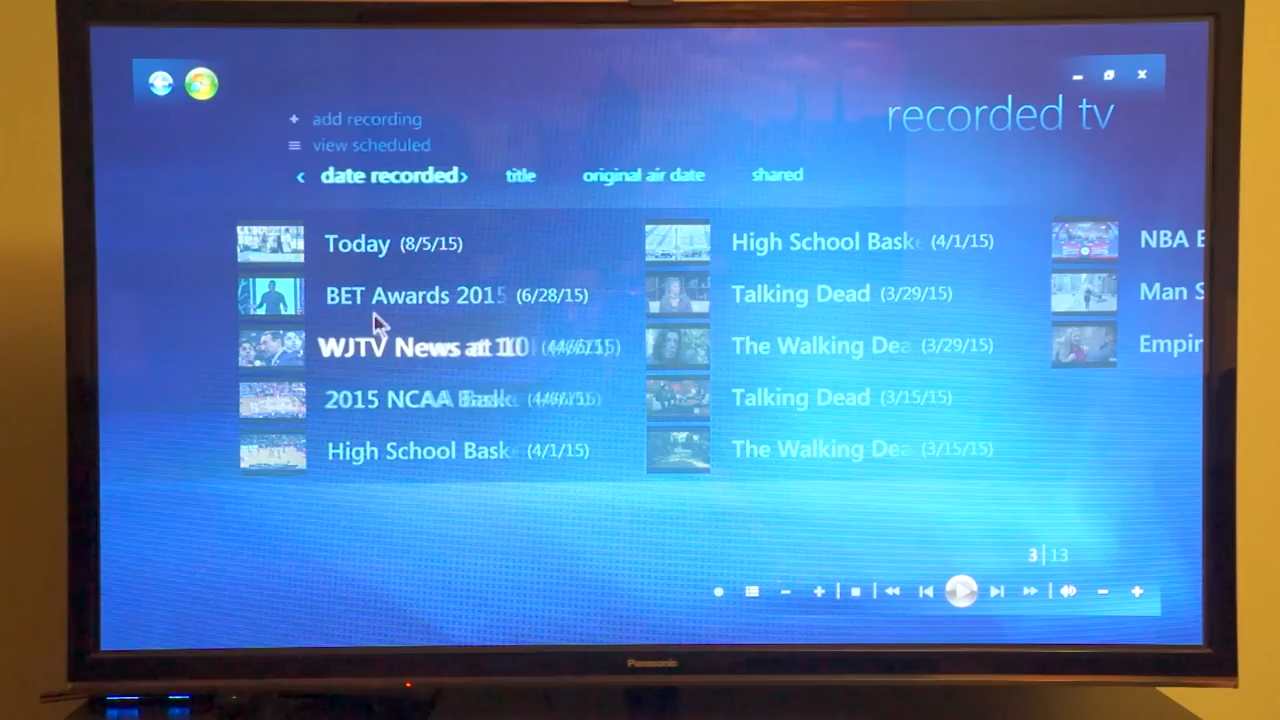 recorded tv
+ add recording
view scheduled
< date recorded> title original air date shared
Today (8/5/15)
BET Awards 2015 (6/28/15)
WJTV News at 10
2015 NCAA Bask
High School Bask (4/1/15)
High School Baske (4/1/15)
Talking Dead (3/29/15)
The Walking Dea (3/29/15)
Talking Dead (3/15/15)
The Walking Dea (3/15/15)
NBA
Man S
Empir
3|13
Panasonic